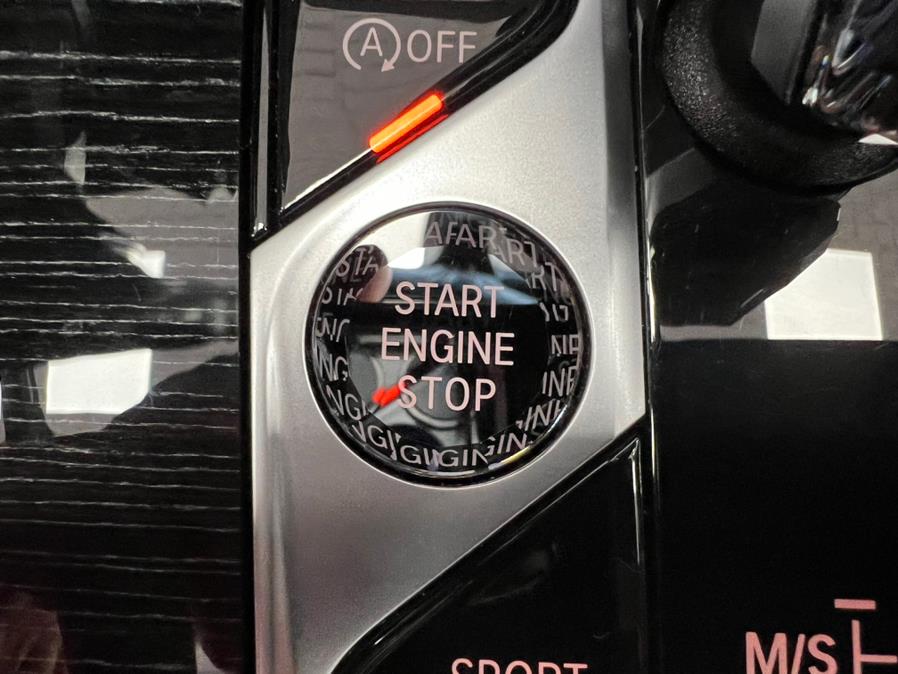 A OFF
START
ENGINE
STOP
SPORT
M/S